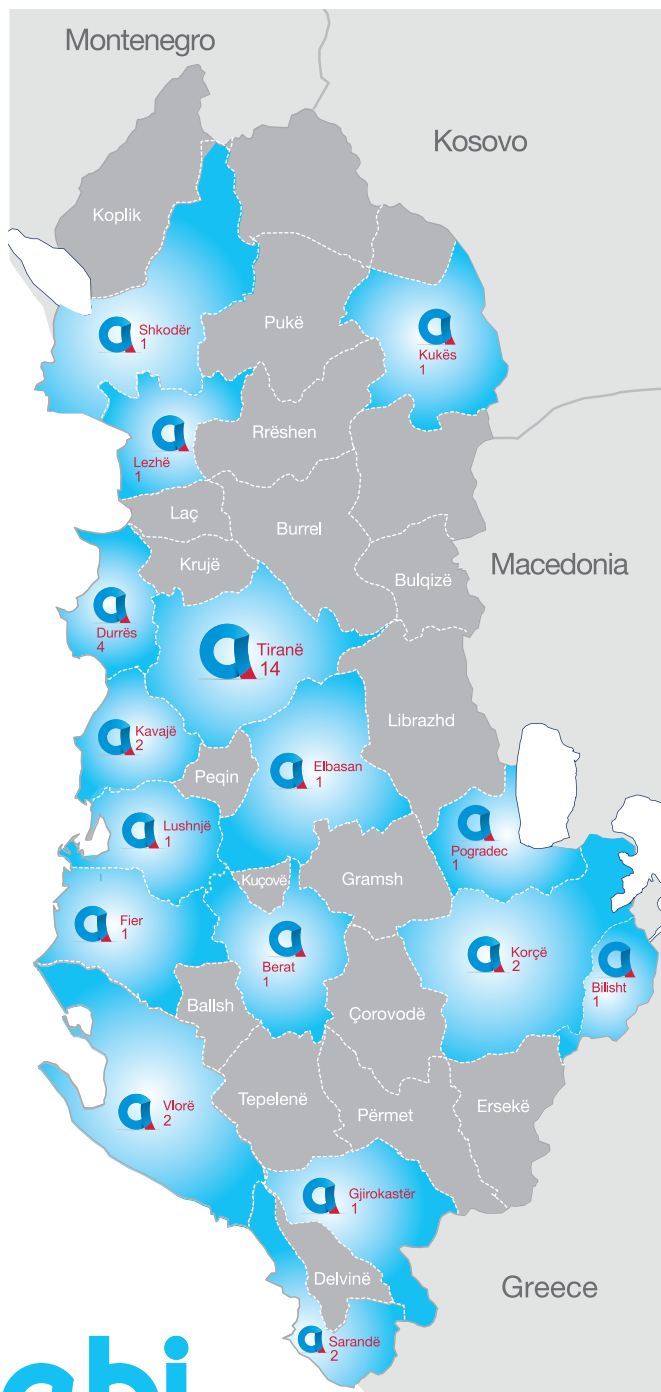 Montenegro
Kosovo
Koplik
Shkodër
1
Pukë
Kukës
1
Lezhë
1
Rrëshen
Laç
Burrel
Krujë
Bulqizë
Macedonia
Durrës
4
Tiranë
14
Librazhd
Kavajë
2
Peqin
Elbasan
1
Lushnjë
1
Pogradec
1
Kuçovë
Gramsh
Fier
1
Berat
1
Korçë
2
Bilisht
1
Ballsh
Çorovodë
Vlorë
2
Tepelenë
Përmet
Ersekë
Gjirokastër
1
Delvinë
Greece
Sarandë
2
abi